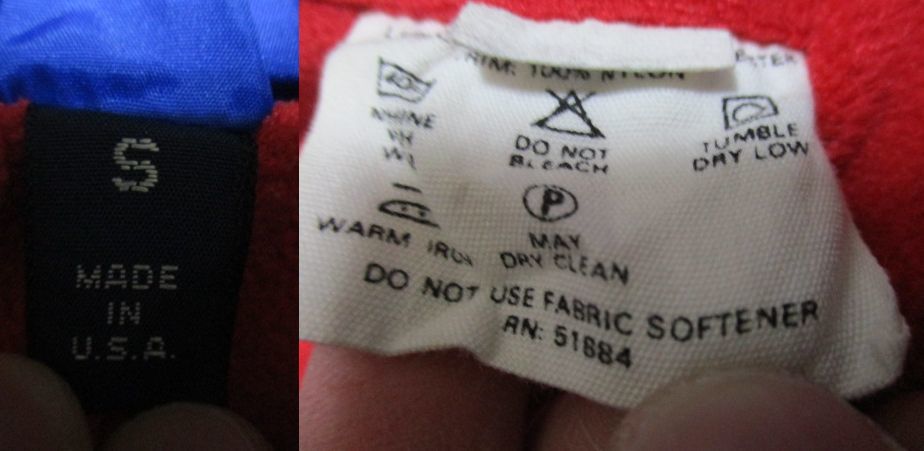 S
MADE
IN
U.S.A.
TRIM: 100% NYLON
DO NOT
BLEACH
TUMBLE
DRY LOW
WARM IRON
P
MAY
DRY CLEAN
DO NOT USE FABRIC SOFTENER
RN: 51884